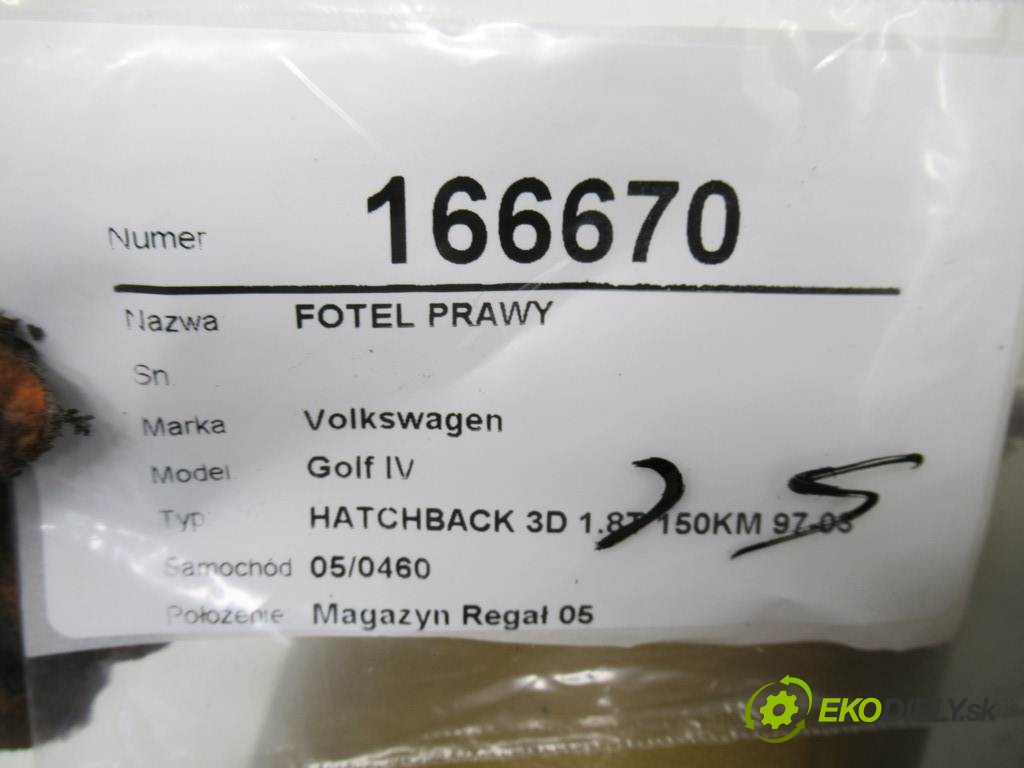 Numer 166670
Nazwa FOTEL PRAWY
Sn.
Marka Volkswagen
Model Golf IV
Typ HATCHBACK 3D 1.8T 150KM 97-03
Samochód 05/0460
Położenie Magazyn Regał 05
EKODIELY.sk